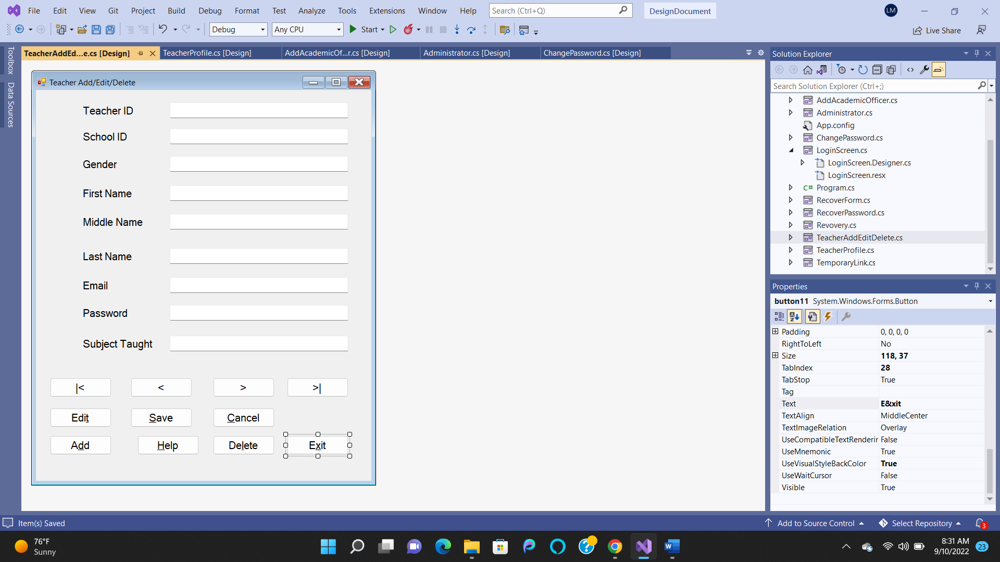 File Edit View Git Project Build Debug Format Test Analyze Tools Extensions Window Help Search (Ctrl+Q) DesignDocument LM
Debug Any CPU Start Live Share
Toolbox
Data Sources
TeacherAddEd...e.cs [Design] TeacherProfile.cs [Design] AddAcademicOf...r.cs [Design] Administrator.cs [Design] ChangePassword.cs [Design]
Teacher Add/Edit/Delete
Teacher ID
School ID
Gender
First Name
Middle Name
Last Name
Email
Password
Subject Taught
|< < > >|
Edit Save Cancel
Add Help Delete Exit
Solution Explorer
Search Solution Explorer (Ctrl+;)
AddAcademicOfficer.cs
Administrator.cs
App.config
ChangePassword.cs
LoginScreen.cs
LoginScreen.Designer.cs
LoginScreen.resx
C# Program.cs
RecoverForm.cs
RecoverPassword.cs
Revovery.cs
TeacherAddEditDelete.cs
TeacherProfile.cs
TemporaryLink.cs
Properties
button11 System.Windows.Forms.Button
Padding 0, 0, 0, 0
RightToLeft No
Size 118, 37
TabIndex 28
TabStop True
Tag
Text E&xit
TextAlign MiddleCenter
TextImageRelation Overlay
UseCompatibleTextRenderin False
UseMnemonic True
UseVisualStyleBackColor True
UseWaitCursor False
Visible True
Item(s) Saved Add to Source Control Select Repository 3
76°F
Sunny
8:31 AM
9/10/2022 23